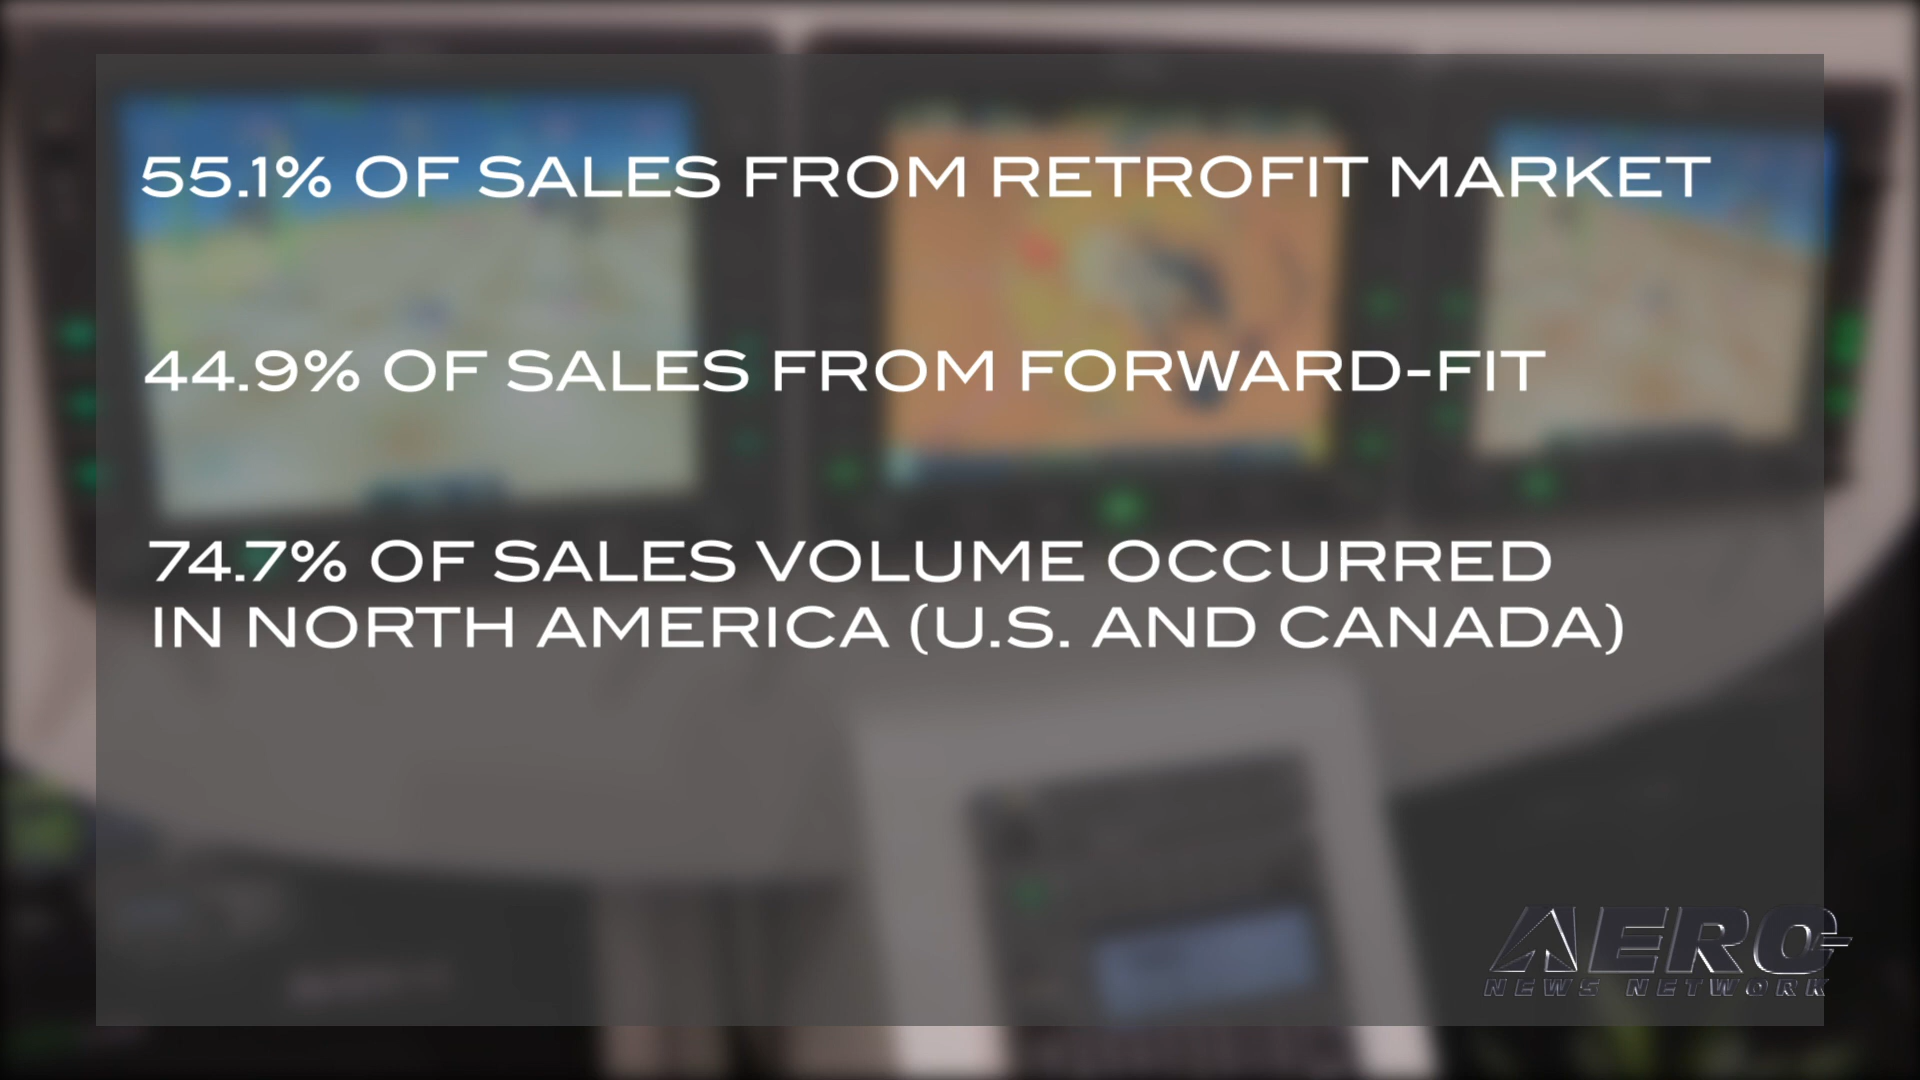 55.1% OF SALES FROM RETROFIT MARKET
44.9% OF SALES FROM FORWARD-FIT
74.7% OF SALES VOLUME OCCURRED
IN NORTH AMERICA (U.S. AND CANADA)
AERO
NEWS NETWORK